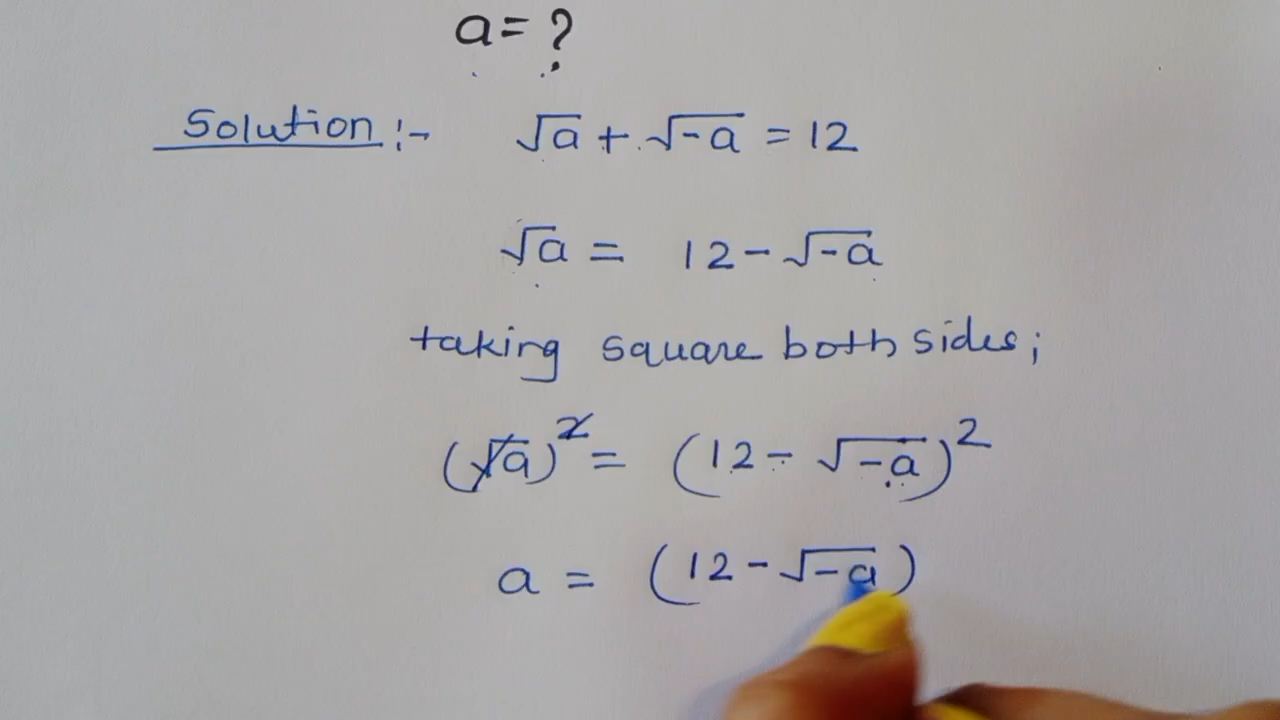 a = ?
Solution :- √a + √-a = 12
√a = 12 - √-a
taking square both sides;
(√a)² = (12 - √-a)²
a = (12 - √-a)